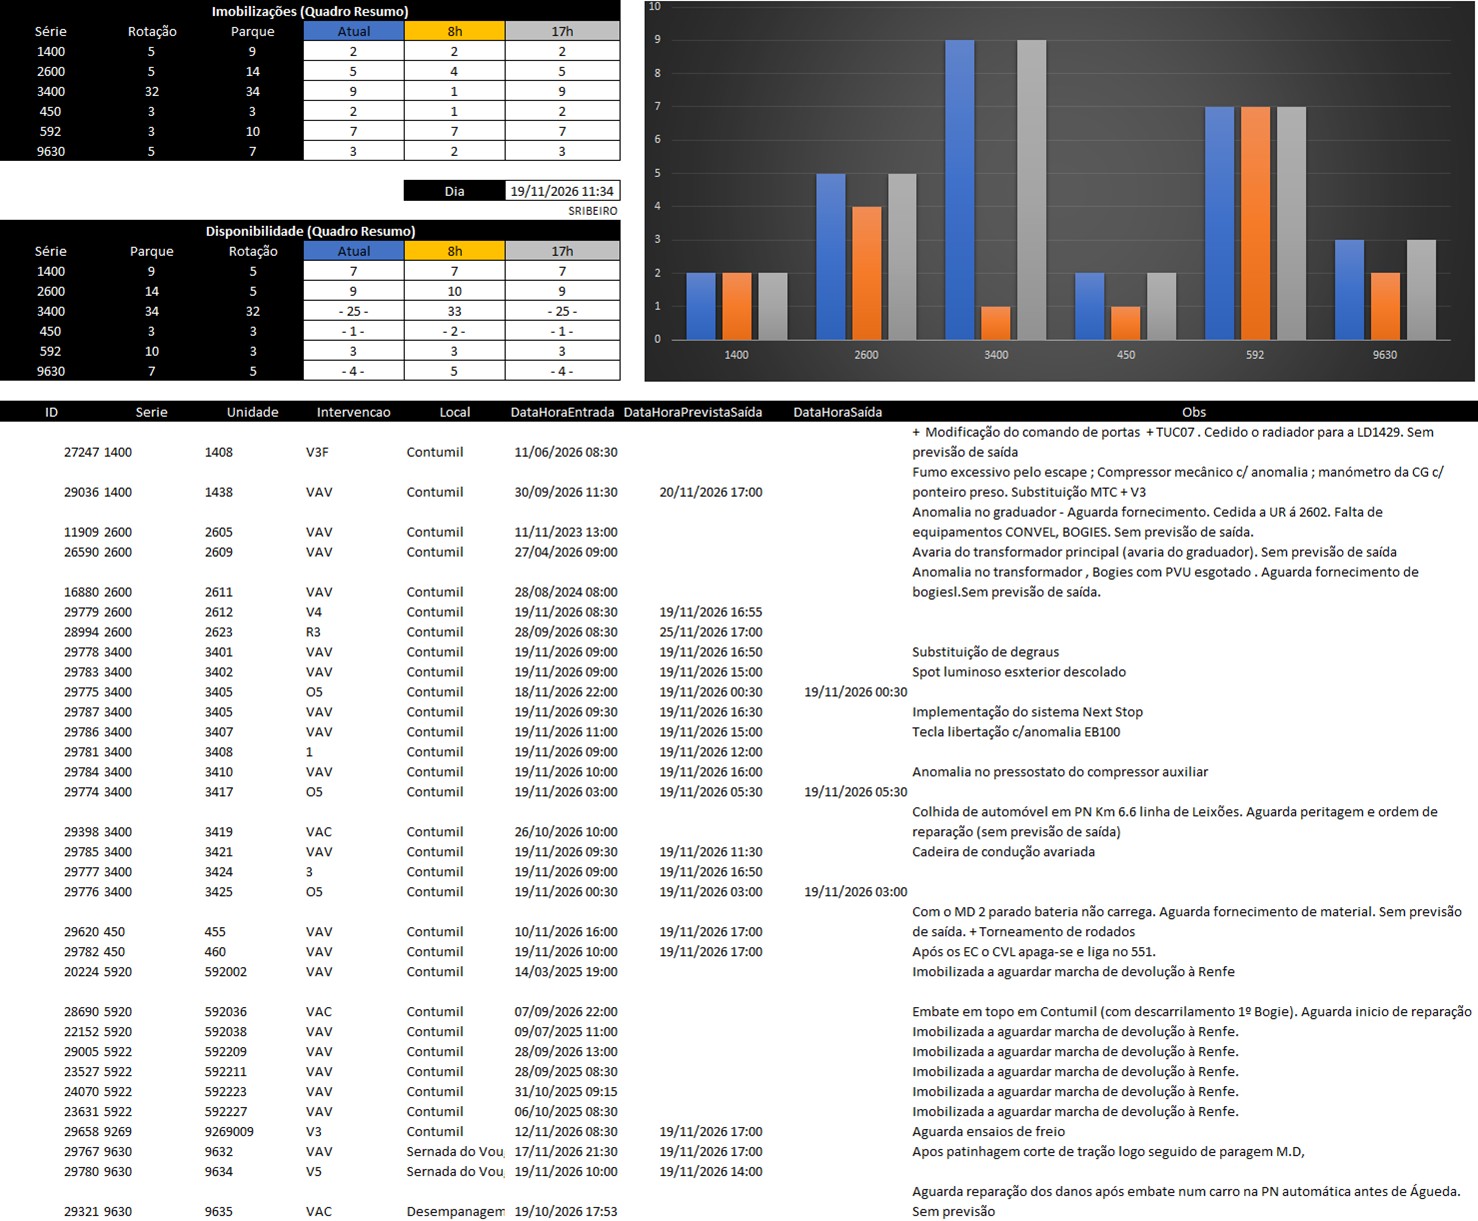 Imobilizações (Quadro Resumo)
Série Rotação Parque Atual 8h 17h
1400 5 9 2 2 2
2600 5 14 5 4 5
3400 32 34 9 1 9
450 3 3 2 1 2
592 3 10 7 7 7
9630 5 7 3 2 3
Dia 19/11/2026 11:34
SRIBEIRO
Disponibilidade (Quadro Resumo)
Série Parque Rotação Atual 8h 17h
1400 9 5 7 7 7
2600 14 5 9 10 9
3400 34 32 - 25 - 33 - 25 -
450 3 3 - 1 - - 2 - - 1 -
592 10 3 3 3 3
9630 7 5 - 4 - 5 - 4 -
10
9
8
7
6
5
4
3
2
1
0
1400 2600 3400 450 592 9630
ID Serie Unidade Intervencao Local DataHoraEntrada DataHoraPrevistaSaída DataHoraSaída Obs
+ Modificação do comando de portas + TUC07 . Cedido o radiador para a LD1429. Sem
27247 1400 1408 V3F Contumil 11/06/2026 08:30 previsão de saída
Fumo excessivo pelo escape ; Compressor mecânico c/ anomalia ; manómetro da CG c/
29036 1400 1438 VAV Contumil 30/09/2026 11:30 20/11/2026 17:00 ponteiro preso. Substituição MTC + V3
Anomalia no graduador - Aguarda fornecimento. Cedida a UR á 2602. Falta de
11909 2600 2605 VAV Contumil 11/11/2023 13:00 equipamentos CONVEL, BOGIES. Sem previsão de saída.
26590 2600 2609 VAV Contumil 27/04/2026 09:00 Avaria do transformador principal (avaria do graduador). Sem previsão de saída
Anomalia no transformador , Bogies com PVU esgotado . Aguarda fornecimento de
16880 2600 2611 VAV Contumil 28/08/2024 08:00 bogiesl.Sem previsão de saída.
29779 2600 2612 V4 Contumil 19/11/2026 08:30 19/11/2026 16:55
28994 2600 2623 R3 Contumil 28/09/2026 08:30 25/11/2026 17:00
29778 3400 3401 VAV Contumil 19/11/2026 09:00 19/11/2026 16:50 Substituição de degraus
29783 3400 3402 VAV Contumil 19/11/2026 09:00 19/11/2026 15:00 Spot luminoso esxterior descolado
29775 3400 3405 O5 Contumil 18/11/2026 22:00 19/11/2026 00:30 19/11/2026 00:30
29787 3400 3405 VAV Contumil 19/11/2026 09:30 19/11/2026 16:30 Implementação do sistema Next Stop
29786 3400 3407 VAV Contumil 19/11/2026 11:00 19/11/2026 15:00 Tecla libertação c/anomalia EB100
29781 3400 3408 1 Contumil 19/11/2026 09:00 19/11/2026 12:00
29784 3400 3410 VAV Contumil 19/11/2026 10:00 19/11/2026 16:00 Anomalia no pressostato do compressor auxiliar
29774 3400 3417 O5 Contumil 19/11/2026 03:00 19/11/2026 05:30 19/11/2026 05:30
Colhida de automóvel em PN Km 6.6 linha de Leixões. Aguarda peritagem e ordem de
29398 3400 3419 VAC Contumil 26/10/2026 10:00 reparação (sem previsão de saída)
29785 3400 3421 VAV Contumil 19/11/2026 09:30 19/11/2026 11:30 Cadeira de condução avariada
29777 3400 3424 3 Contumil 19/11/2026 09:00 19/11/2026 16:50
29776 3400 3425 O5 Contumil 19/11/2026 00:30 19/11/2026 03:00 19/11/2026 03:00
Com o MD 2 parado bateria não carrega. Aguarda fornecimento de material. Sem previsão
29620 450 455 VAV Contumil 10/11/2026 16:00 19/11/2026 17:00 de saída. + Torneamento de rodados
29782 450 460 VAV Contumil 19/11/2026 10:00 19/11/2026 17:00 Após os EC o CVL apaga-se e liga no 551.
20224 5920 592002 VAV Contumil 14/03/2025 19:00 Imobilizada a aguardar marcha de devolução à Renfe
28690 5920 592036 VAC Contumil 07/09/2026 22:00 Embate em topo em Contumil (com descarrilamento 1º Bogie). Aguarda inicio de reparação
22152 5920 592038 VAV Contumil 09/07/2025 11:00 Imobilizada a aguardar marcha de devolução à Renfe.
29005 5922 592209 VAV Contumil 28/09/2026 13:00 Imobilizada a aguardar marcha de devolução à Renfe.
23527 5922 592211 VAV Contumil 28/09/2025 08:30 Imobilizada a aguardar marcha de devolução à Renfe.
24070 5922 592223 VAV Contumil 31/10/2025 09:15 Imobilizada a aguardar marcha de devolução à Renfe.
23631 5922 592227 VAV Contumil 06/10/2025 08:30 Imobilizada a aguardar marcha de devolução à Renfe.
29658 9269 9269009 V3 Contumil 12/11/2026 08:30 19/11/2026 17:00 Aguarda ensaios de freio
29767 9630 9632 VAV Sernada do Vou 17/11/2026 21:30 19/11/2026 17:00 Apos patinhagem corte de tração logo seguido de paragem M.D,
29780 9630 9634 V5 Sernada do Vou 19/11/2026 10:00 19/11/2026 14:00
Aguarda reparação dos danos após embate num carro na PN automática antes de Águeda.
29321 9630 9635 VAC Desempanagem 19/10/2026 17:53 Sem previsão